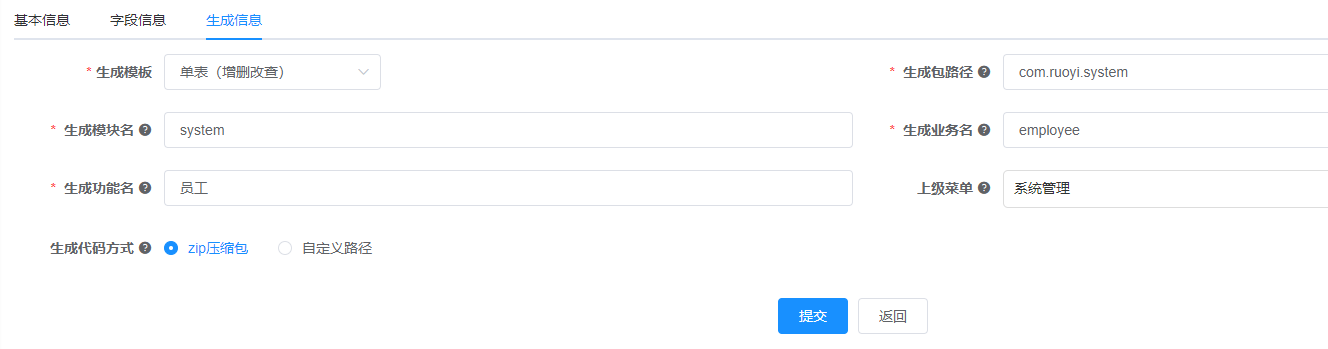 基本信息 字段信息 生成信息
* 生成模板 单表（增删改查） * 生成包路径 com.ruoyi.system
* 生成模块名 system * 生成业务名 employee
* 生成功能名 员工 上级菜单 系统管理
生成代码方式 zip压缩包 自定义路径
提交 返回